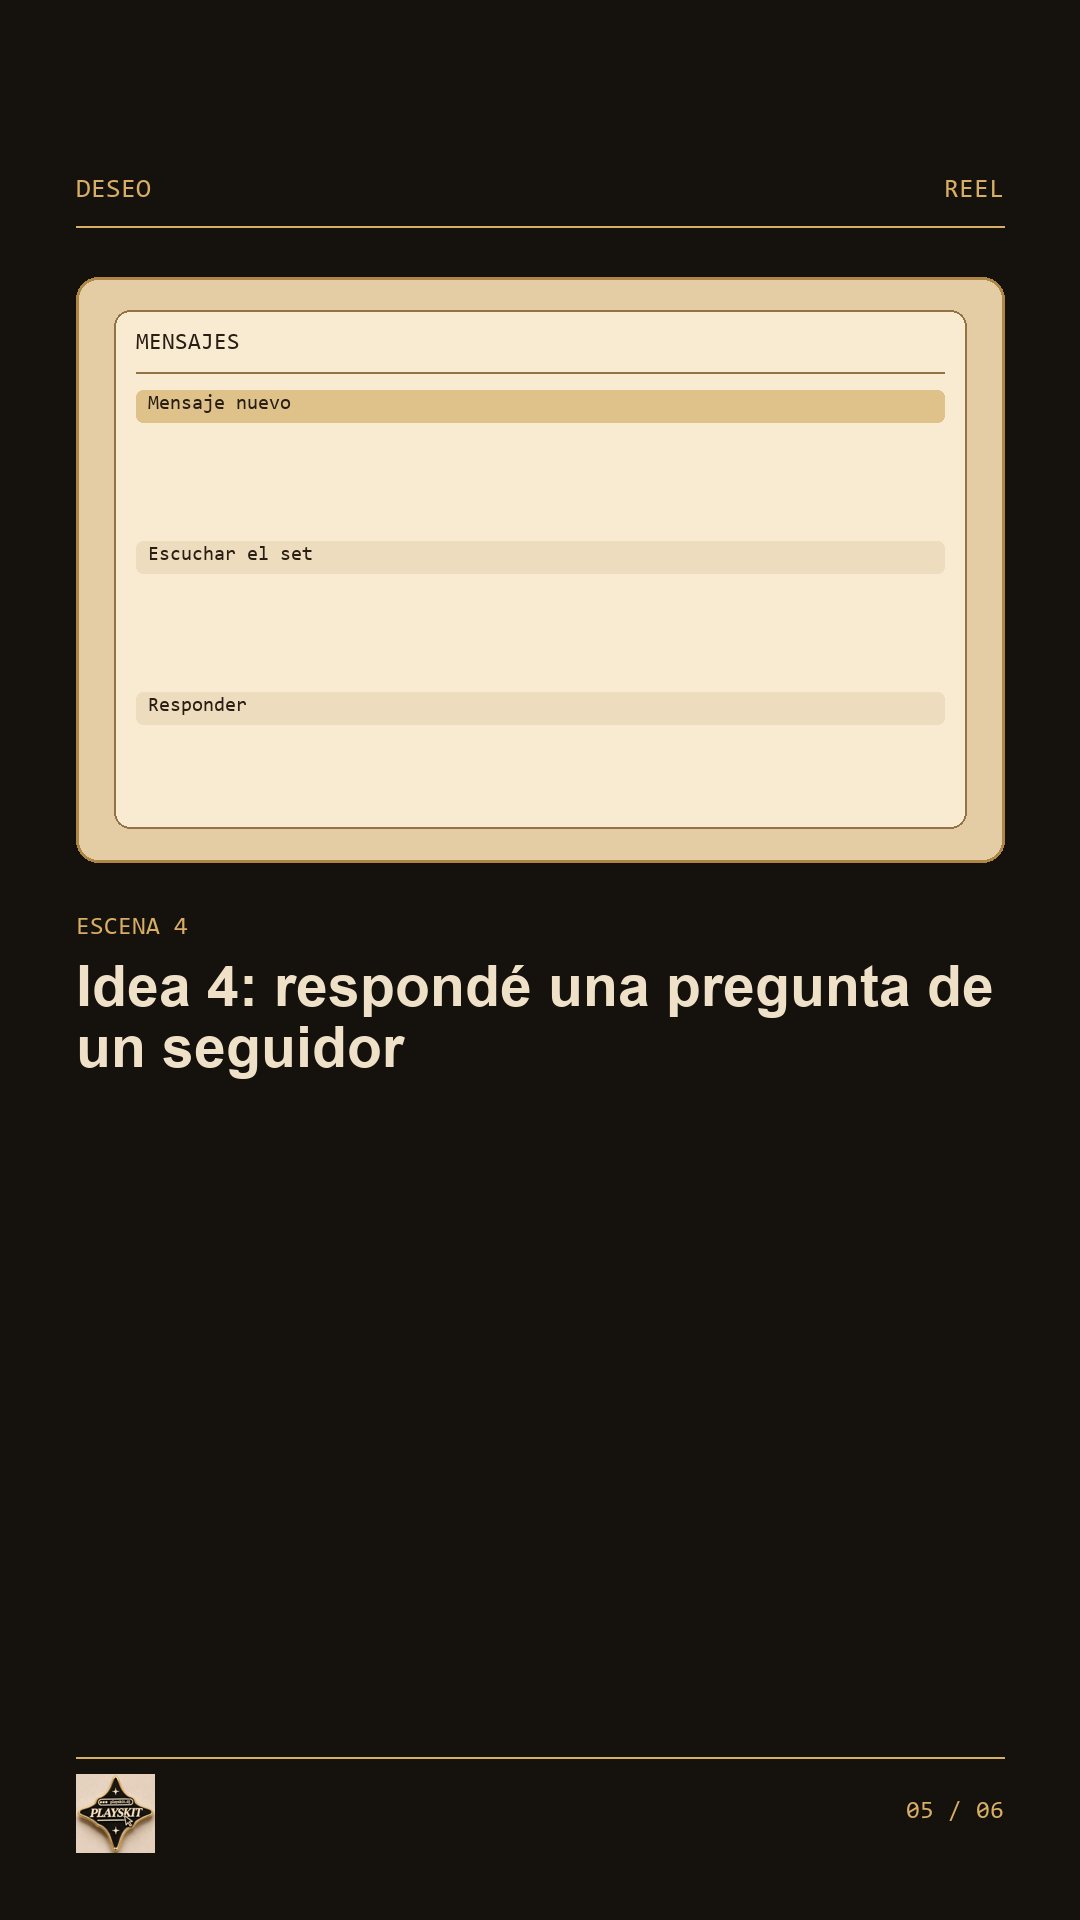 DESEO
REEL
MENSAJES
Mensaje nuevo
Escuchar el set
Responder
ESCENA 4
Idea 4: respondé una pregunta de
un seguidor
PLAYSKIT
05 / 06